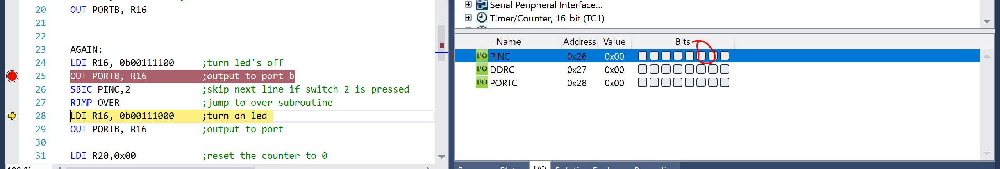 20 OUT PORTB, R16
21
22
23 AGAIN:
24 LDI R16, 0b00111100 ;turn led's off
25 OUT PORTB, R16 ;output to port b
26 SBIC PINC,2 ;skip next line if switch 2 is pressed
27 RJMP OVER ;jump to over subroutine
28 LDI R16, 0b00111000 ;turn on led
29 OUT PORTB, R16 ;output to port
30
31 LDI R20,0x00 ;reset the counter to 0
Serial Peripheral Interface...
Timer/Counter, 16-bit (TC1)
Name Address Value Bits
I/O PINC 0x26 0x00
I/O DDRC 0x27 0x00
I/O PORTC 0x28 0x00
I/O